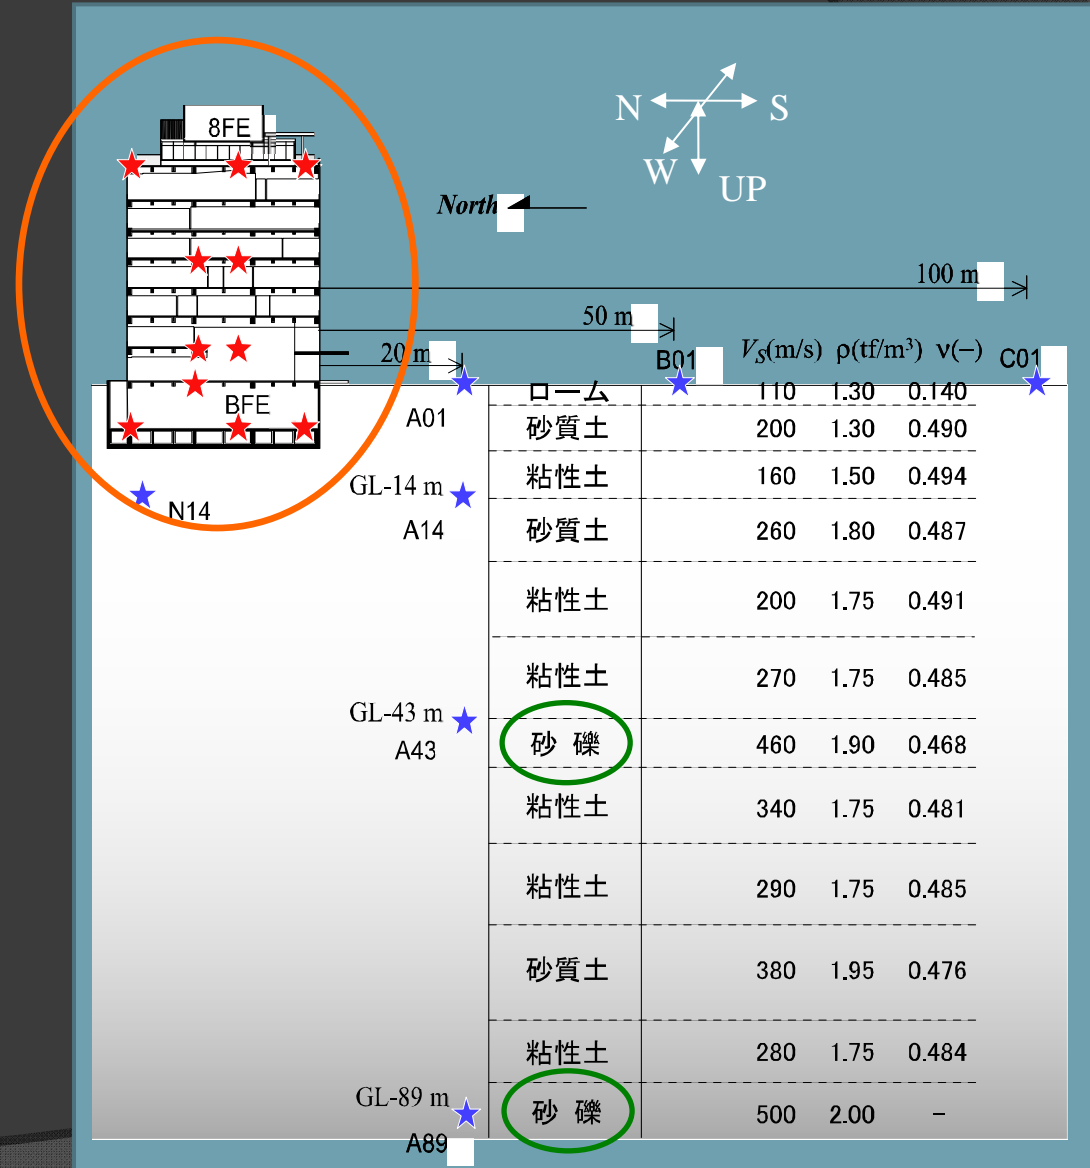 8FE
N S
W UP
North
100 m
50 m
20 m
B01 VS(m/s) ρ(tf/m³) ν(−) C01
BFE
A01
ローム 110 1.30 0.140
砂質土 200 1.30 0.490
GL-14 m 粘性土 160 1.50 0.494
N14
A14 砂質土 260 1.80 0.487
粘性土 200 1.75 0.491
粘性土 270 1.75 0.485
GL-43 m
A43 砂礫 460 1.90 0.468
粘性土 340 1.75 0.481
粘性土 290 1.75 0.485
砂質土 380 1.95 0.476
粘性土 280 1.75 0.484
GL-89 m 砂礫 500 2.00 −
A89